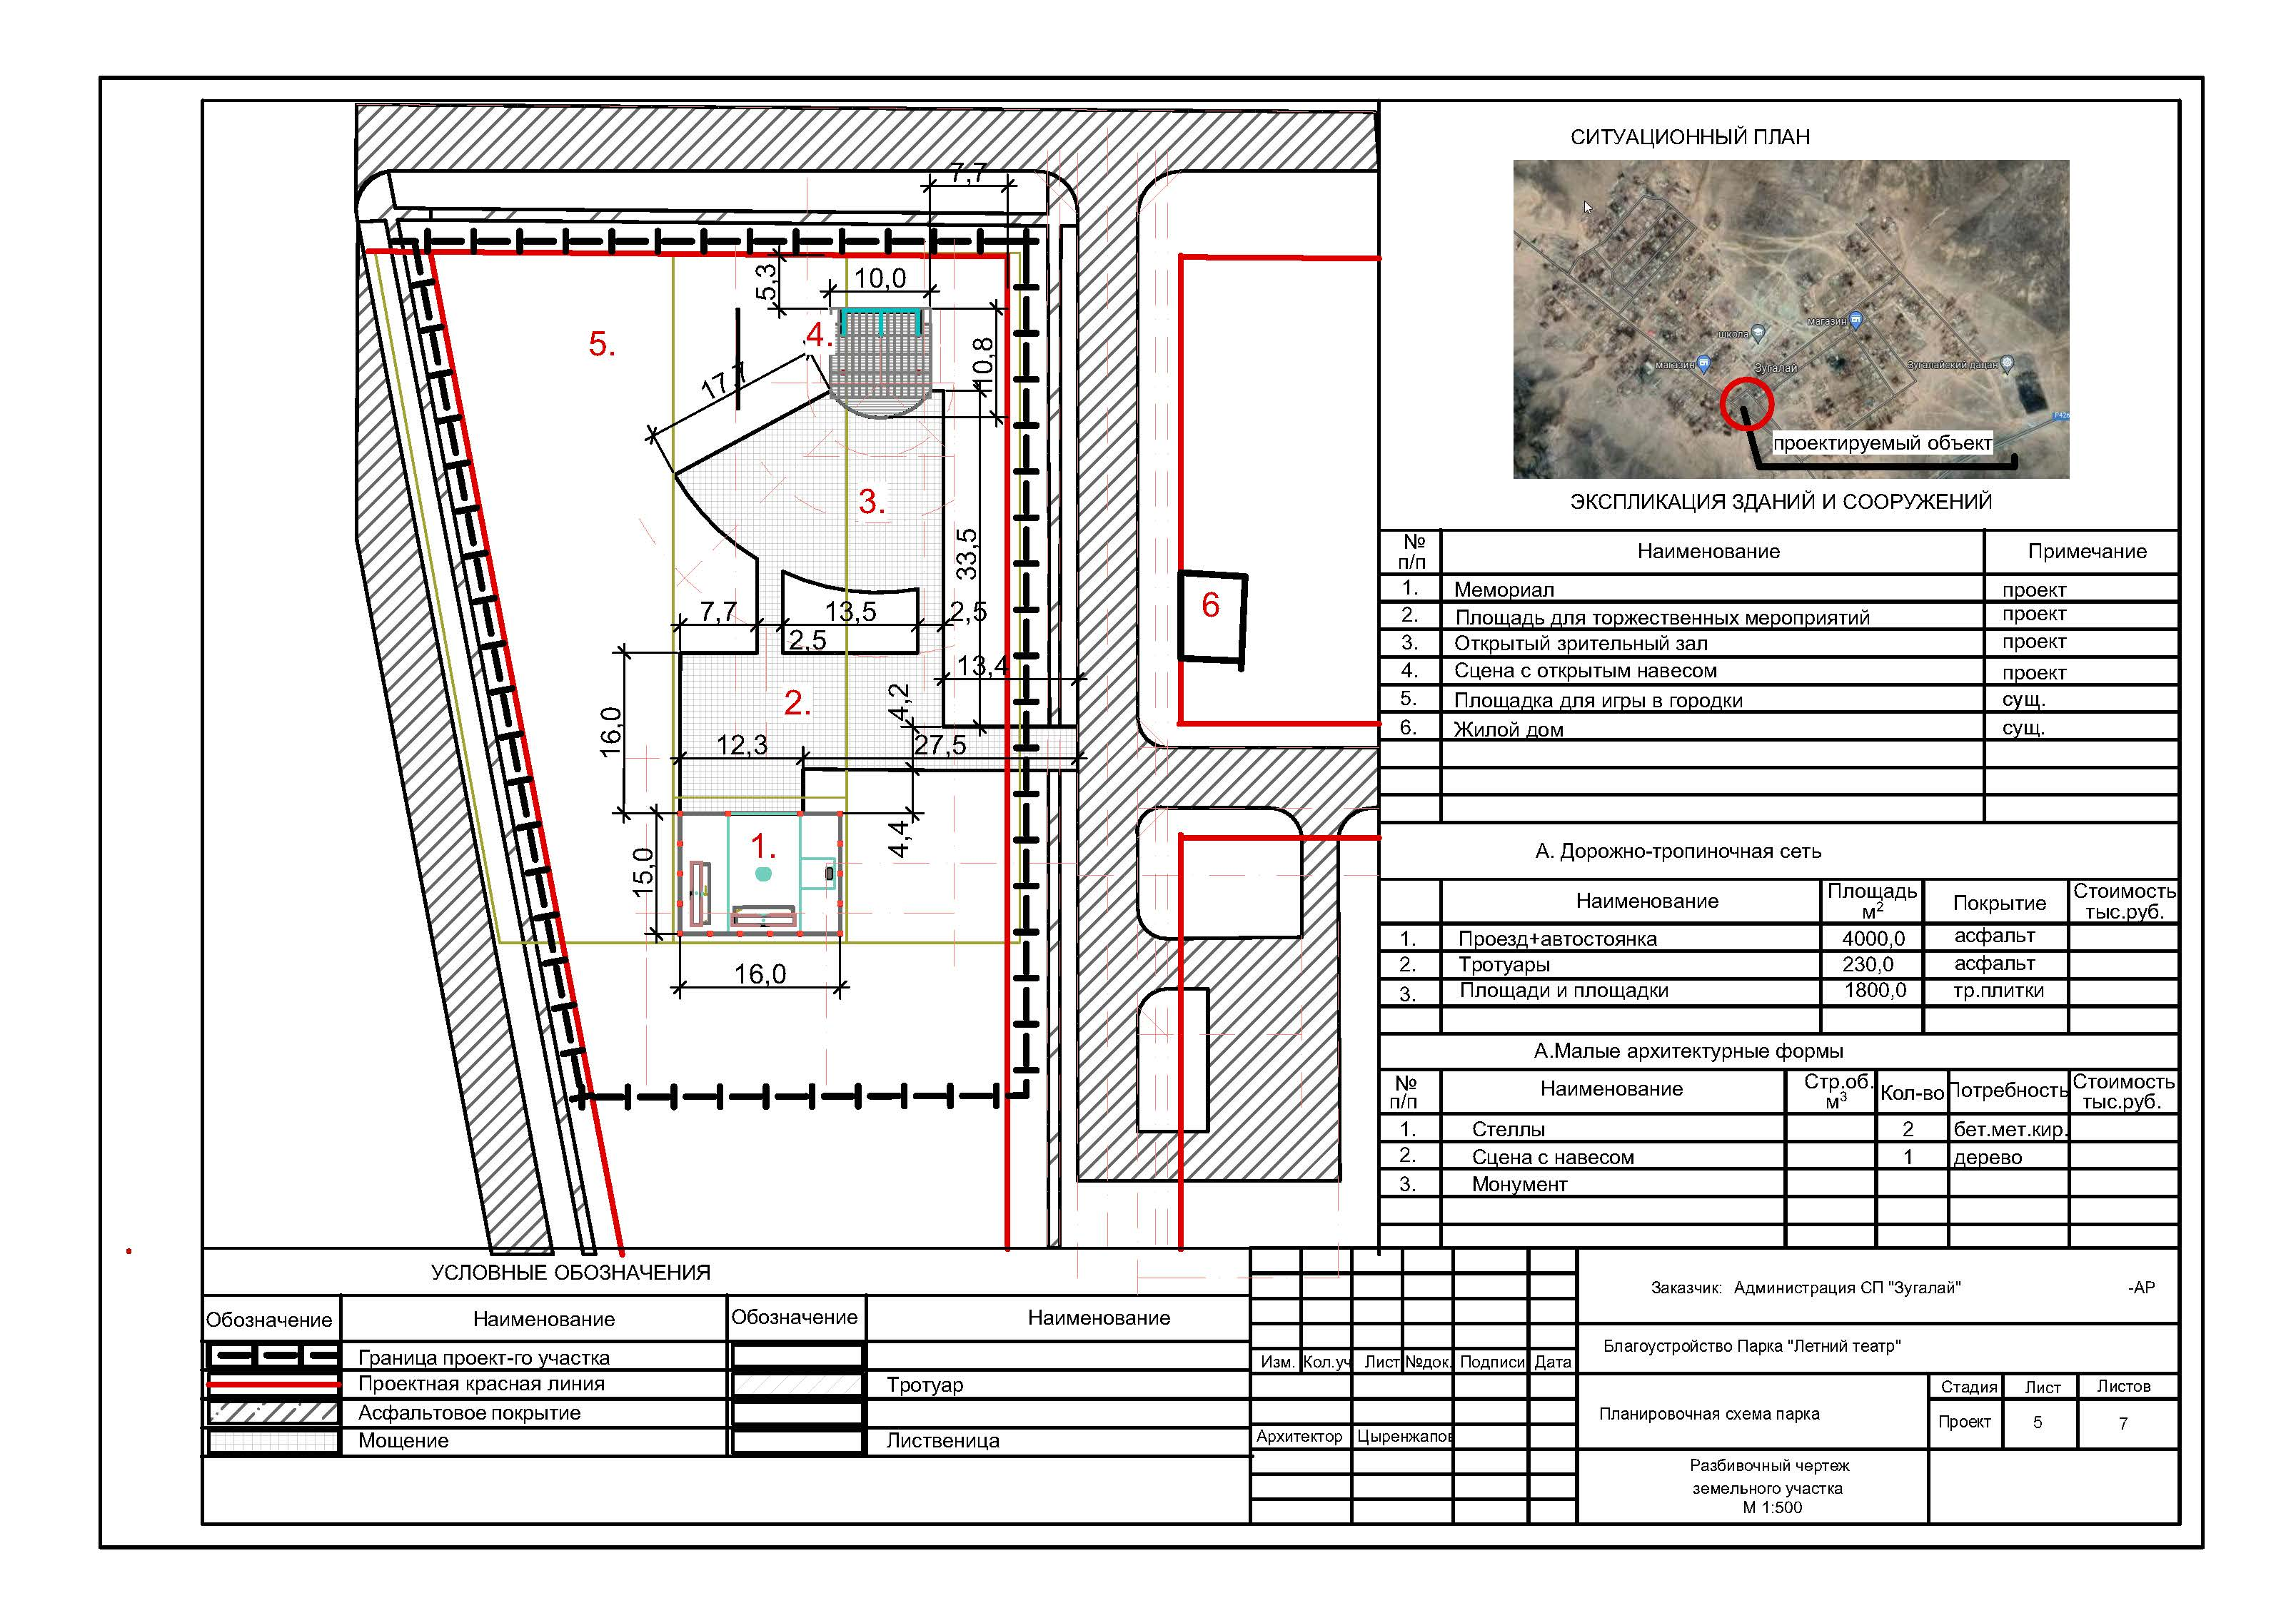 7,7
5,3
10,0
4.
5.
17,7
10,8
3.
33,5
7,7
13,5
2,5
2,5
6
13,4
2.
4,2
16,0
12,3
27,5
1.
4,4
15,0
16,0
СИТУАЦИОННЫЙ ПЛАН
магазин
школа
магазин
Зугалай
Зугалайский дацан
проектируемый объект
ЭКСПЛИКАЦИЯ ЗДАНИЙ И СООРУЖЕНИЙ
№ п/п Наименование Примечание
1. Мемориал проект
2. Площадь для торжественных мероприятий проект
3. Открытый зрительный зал проект
4. Сцена с открытым навесом проект
5. Площадка для игры в городки сущ.
6. Жилой дом сущ.
А. Дорожно-тропиночная сеть
Наименование Площадь м2 Покрытие Стоимость тыс.руб.
1. Проезд+автостоянка 4000,0 асфальт
2. Тротуары 230,0 асфальт
3. Площади и площадки 1800,0 тр.плитки
А.Малые архитектурные формы
№ п/п Наименование Стр.об. м3 Кол-во Потребность Стоимость тыс.руб.
1. Стеллы 2 бет.мет.кир.
2. Сцена с навесом 1 дерево
3. Монумент
УСЛОВНЫЕ ОБОЗНАЧЕНИЯ
Обозначение Наименование Обозначение Наименование
Граница проект-го участка
Проектная красная линия Тротуар
Асфальтовое покрытие
Мощение Лиственица
Заказчик: Администрация СП "Зугалай" -АР
Благоустройство Парка "Летний театр"
Изм. Кол.уч Лист №док. Подписи Дата
Планировочная схема парка
Стадия Лист Листов
Проект 5 7
Архитектор Цыренжапов
Разбивочный чертеж
земельного участка
М 1:500